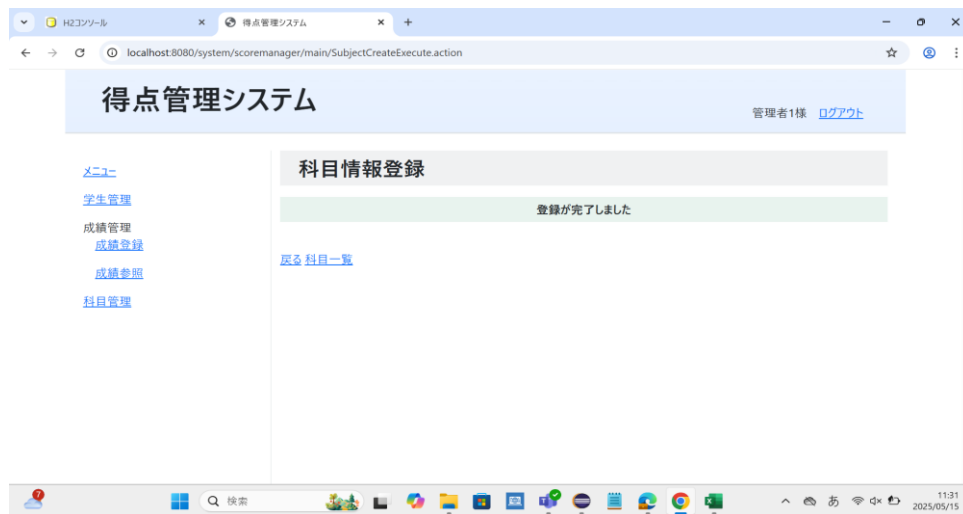 H2コンソール
得点管理システム
localhost:8080/system/scoremanager/main/SubjectCreateExecute.action
得点管理システム
管理者1様 ログアウト
メニュー
学生管理
成績管理
成績登録
成績参照
科目管理
科目情報登録
登録が完了しました
戻る 科目一覧
7
検索
あ
11:31
2025/05/15